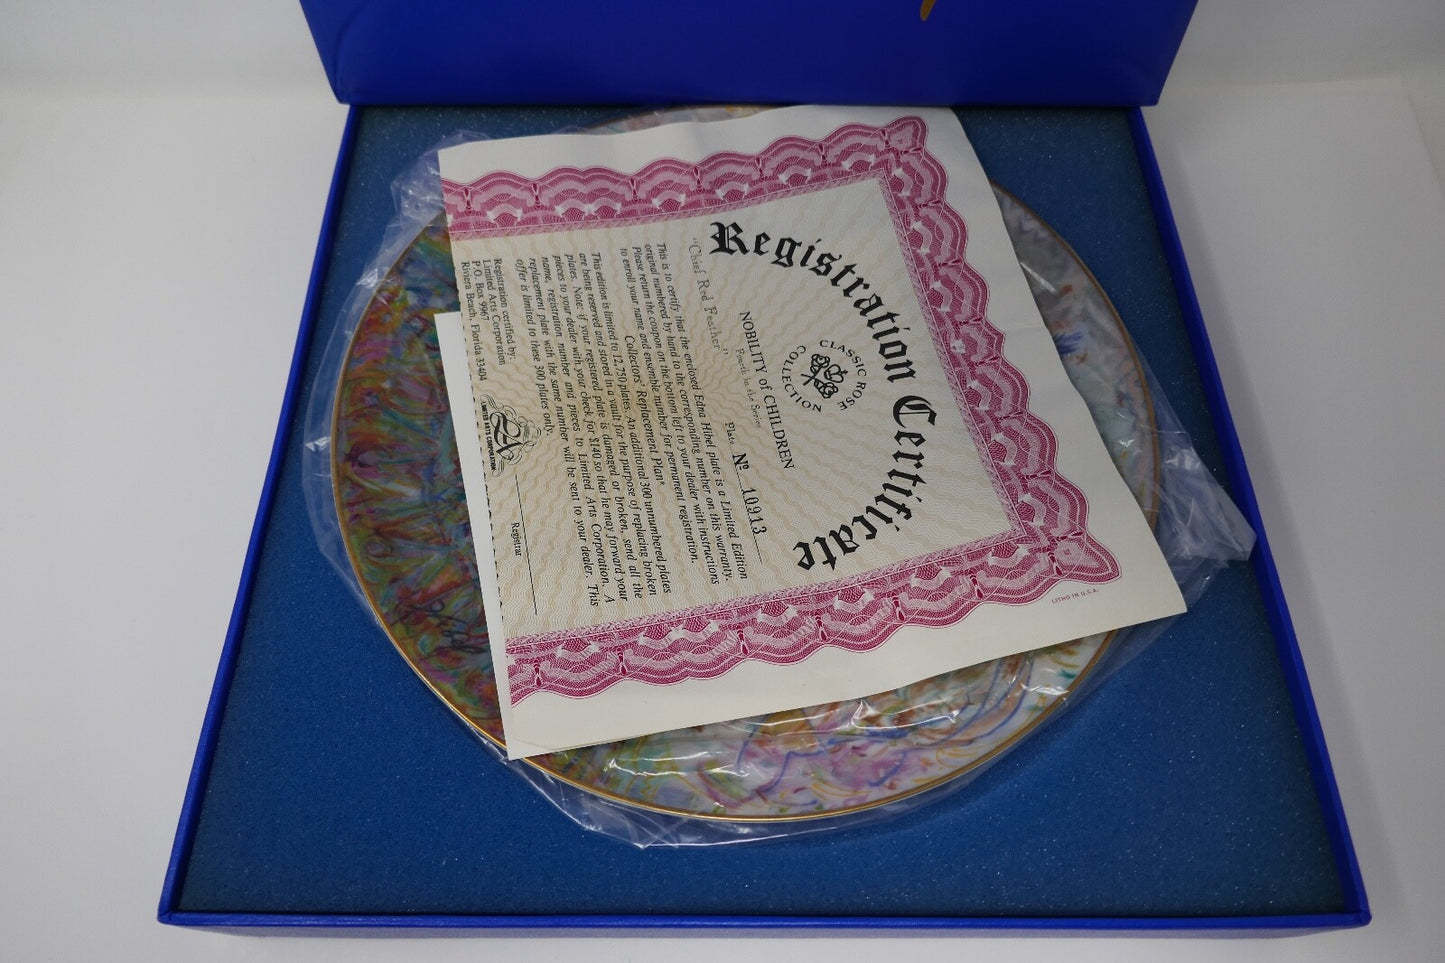 Registration Certificate
CLASSIC ROSE
COLLECTION
NOBILITY of CHILDREN
Fourth in the Series
"Chief Red Feather"
Plate Nº 10913
This is to certify that the enclosed Edna Hibel plate is a Limited Edition
original numbered by hand to the corresponding number on this warranty.
Please return the coupon on the bottom left to your dealer with instructions
to enroll your name and ensemble number for permanent registration.
Collectors' Replacement Plan*
This edition is limited to 12,750 plates. An additional 300 unnumbered plates
are being reserved and stored in a vault for the purpose of replacing broken
plates. Note: if your registered plate is damaged or broken, send all the
pieces to your dealer with your check for $140 so that he may forward your
name, registration number and pieces to Limited Arts Corporation. A
replacement plate with the same number will be sent to your dealer. This
offer is limited to these 300 plates only.
Registration certified by:
Limited Arts Corporation
P.O. Box 9967
Riviera Beach, Florida 33404
LIMITED ARTS CORPORATION
Registrar
LITHO IN U.S.A.